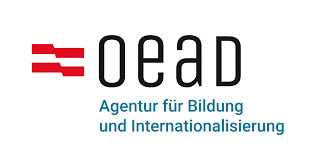 OeAD
Agentur für Bildung
und Internationalisierung